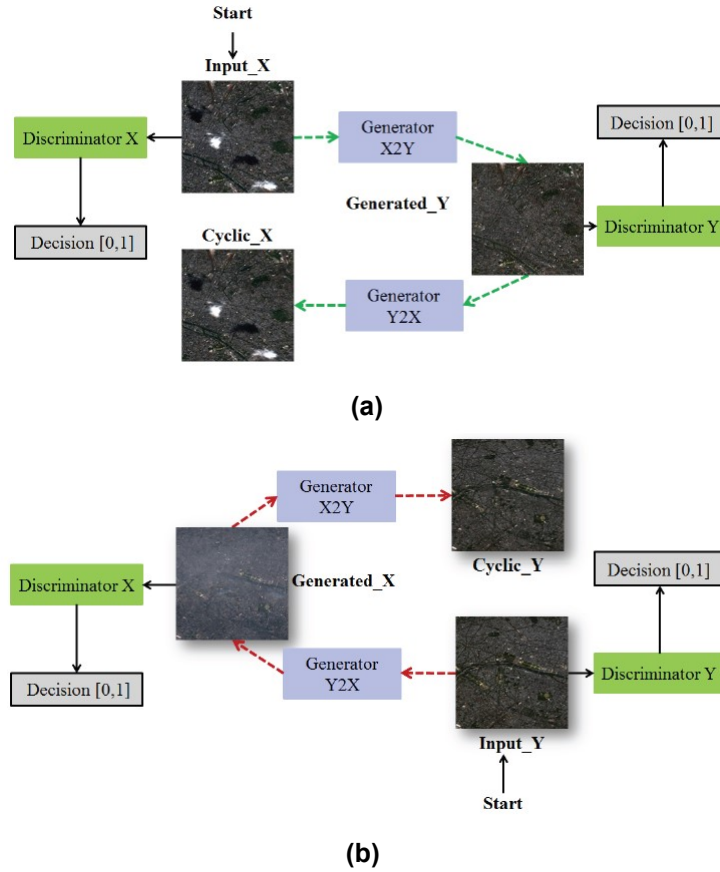 Start
Input_X
Discriminator X
Generator
X2Y
Decision [0,1]
Decision [0,1]
Generated_Y
Discriminator Y
Cyclic_X
Generator
Y2X
(a)
Generator
X2Y
Cyclic_Y
Discriminator X
Generated_X
Decision [0,1]
Decision [0,1]
Generator
Y2X
Discriminator Y
Input_Y
Start
(b)